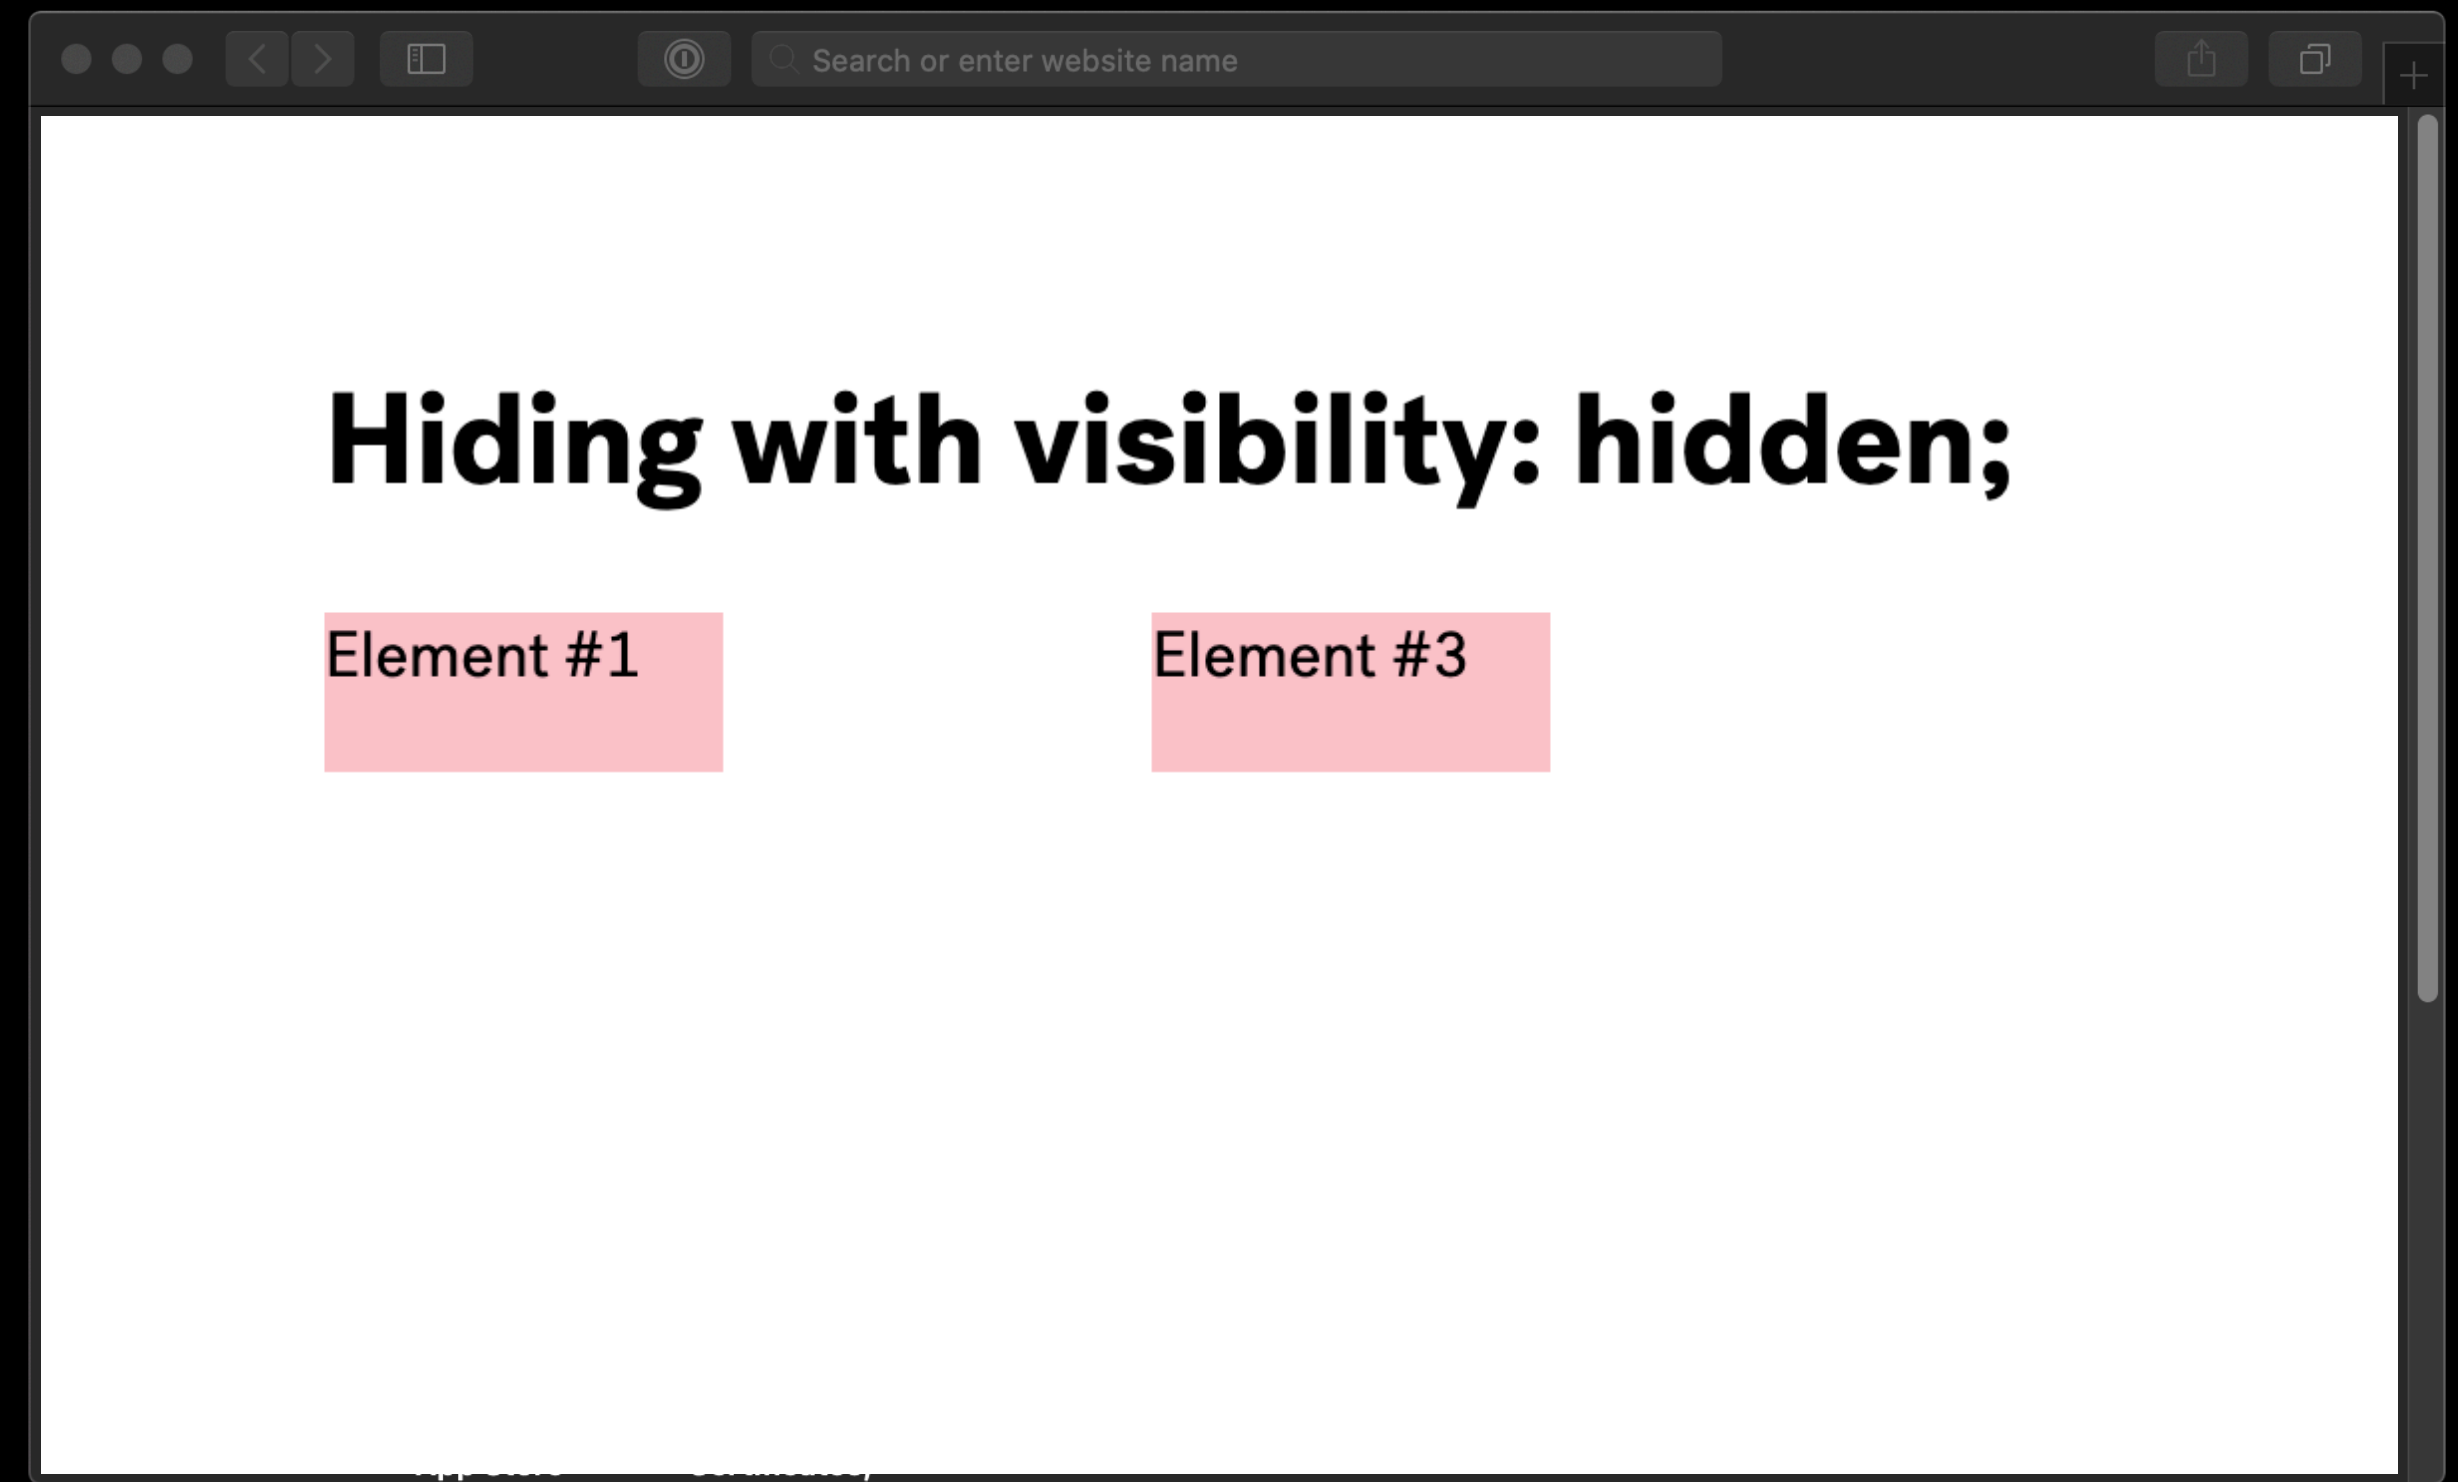 Search or enter website name
Hiding with visibility: hidden;
Element #1
Element #3